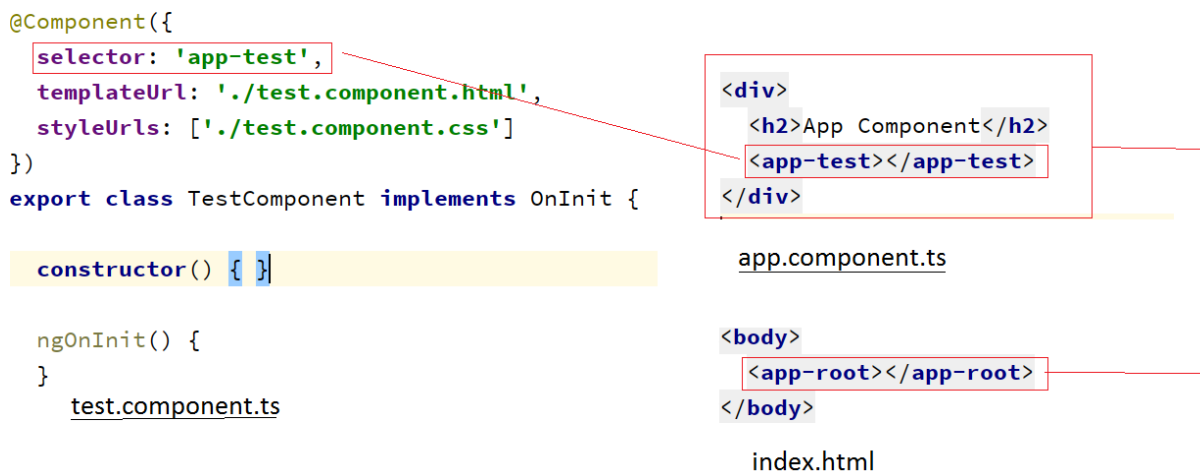 @Component({
selector: 'app-test',
templateUrl: './test.component.html',
styleUrls: ['./test.component.css']
})
export class TestComponent implements OnInit {
constructor() { }
ngOnInit() {
}
test.component.ts
<div>
<h2>App Component</h2>
<app-test></app-test>
</div>
app.component.ts
<body>
<app-root></app-root>
</body>
index.html